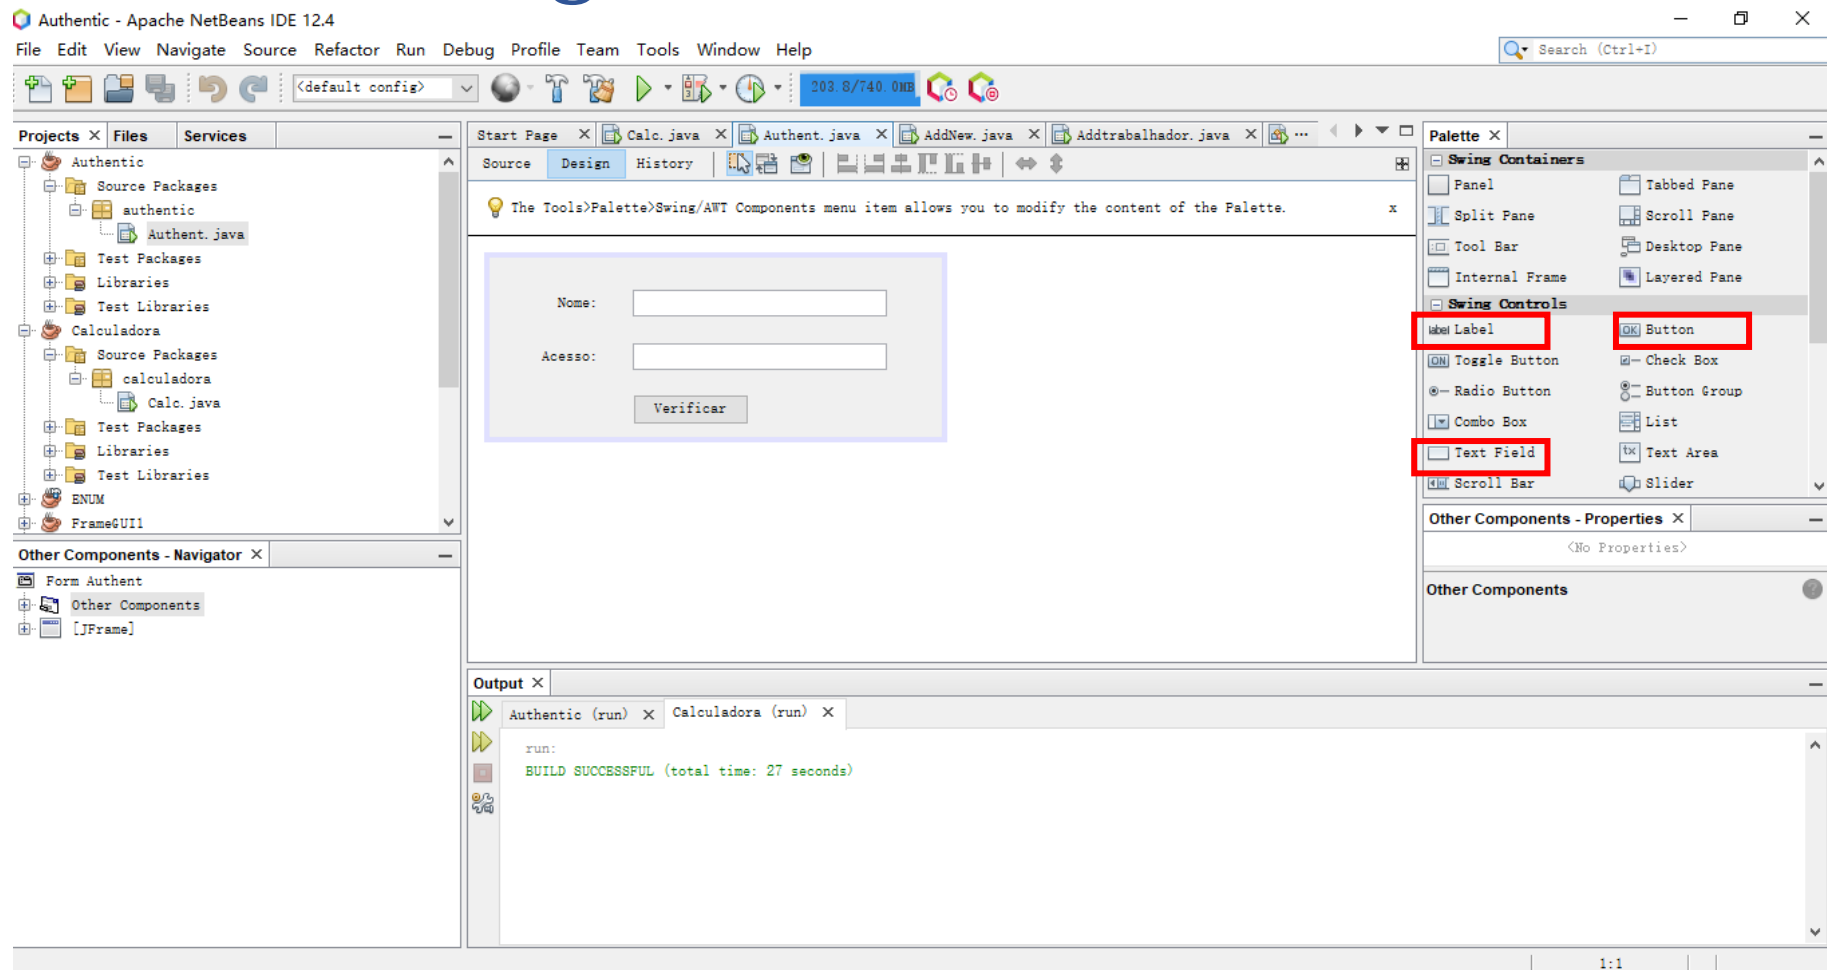 Authentic - Apache NetBeans IDE 12.4
File Edit View Navigate Source Refactor Run Debug Profile Team Tools Window Help
Search (Ctrl+I)
<default config>
203.8/740.0MB
Projects Files Services
Authentic
Source Packages
authentic
Authent.java
Test Packages
Libraries
Test Libraries
Calculadora
Source Packages
calculadora
Calc.java
Test Packages
Libraries
Test Libraries
ENUM
FrameGUI1
Other Components - Navigator
Form Authent
Other Components
[JFrame]
Start Page Calc.java Authent.java AddNew.java Addtrabalhador.java ...
Source Design History
The Tools>Palette>Swing/AWT Components menu item allows you to modify the content of the Palette. x
Nome:
Acesso:
Verificar
Palette
Swing Containers
Panel Tabbed Pane
Split Pane Scroll Pane
Tool Bar Desktop Pane
Internal Frame Layered Pane
Swing Controls
label Label OK Button
ON Toggle Button Check Box
Radio Button Button Group
Combo Box List
Text Field tx Text Area
Scroll Bar Slider
Other Components - Properties
<No Properties>
Other Components
Output
Authentic (run) Calculadora (run)
run:
BUILD SUCCESSFUL (total time: 27 seconds)
1:1